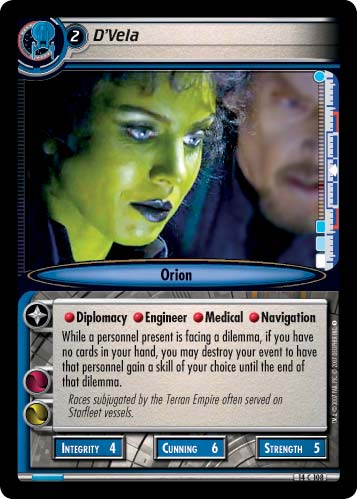 2 D'Vela
Orion
Diplomacy Engineer Medical Navigation
While a personnel present is facing a dilemma, if you have
no cards in your hand, you may destroy your event to have
that personnel gain a skill of your choice until the end of
that dilemma.
Races subjugated by the Terran Empire often served on
Starfleet vessels.
INTEGRITY 4 CUNNING 6 STRENGTH 5
14 C 108